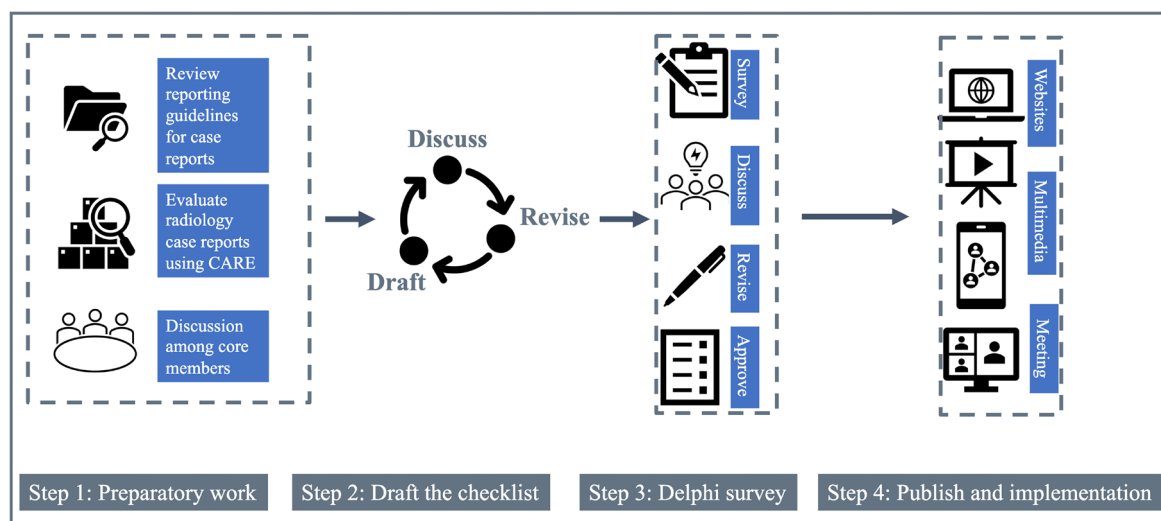 Review
reporting
guidelines
for case
reports
Evaluate
radiology
case reports
using CARE
Discussion
among core
members
Discuss
Revise
Draft
Survey
Discuss
Revise
Approve
Websites
Multimedia
Meeting
Step 1: Preparatory work
Step 2: Draft the checklist
Step 3: Delphi survey
Step 4: Publish and implementation